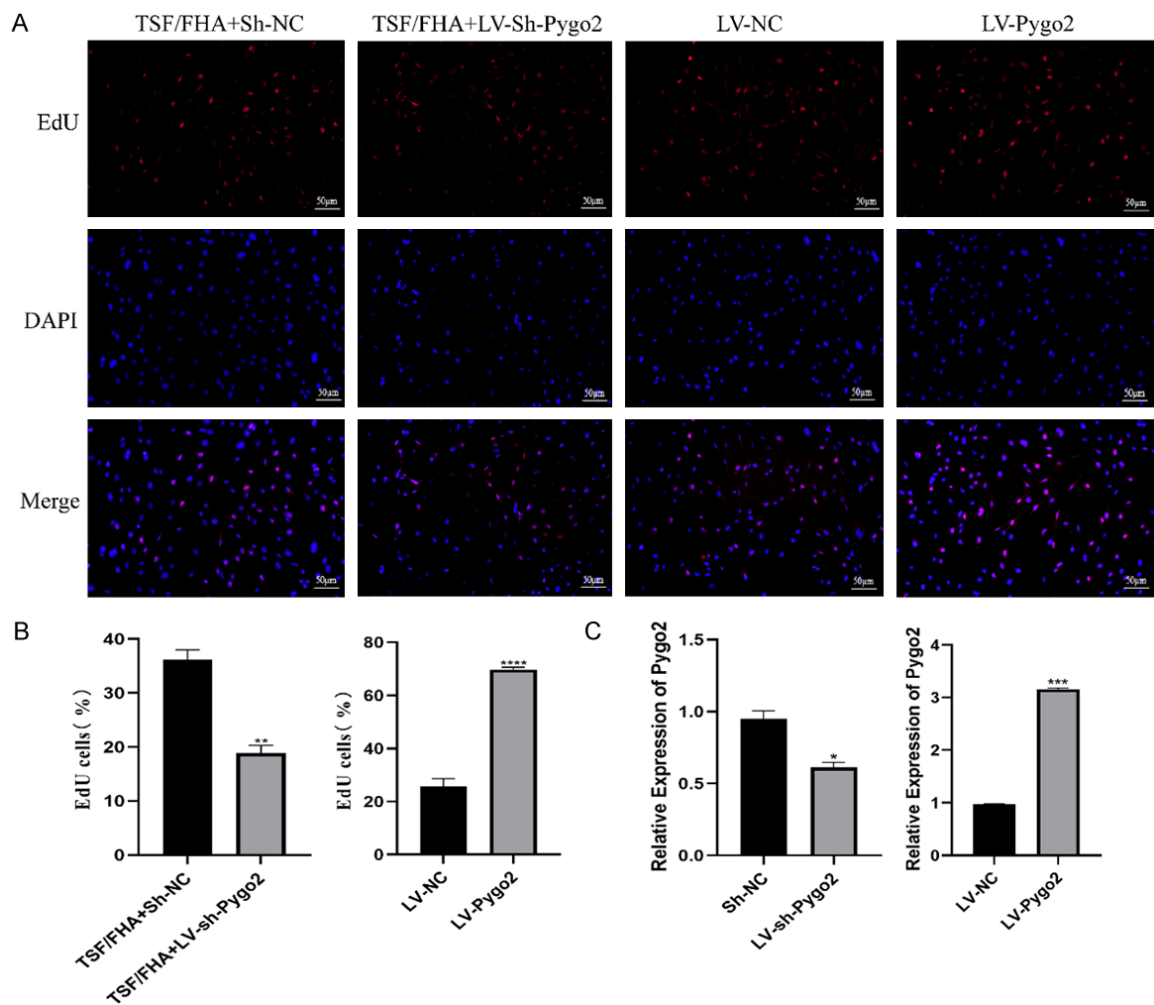 A
TSF/FHA+Sh-NC
TSF/FHA+LV-Sh-Pygo2
LV-NC
LV-Pygo2
EdU
50μm
50μm
50μm
50μm
DAPI
50μm
50μm
50μm
50μm
Merge
50μm
50μm
50μm
50μm
B
EdU cells( %)
40
30
20
10
0
**
TSF/FHA+Sh-NC
TSF/FHA+LV-sh-Pygo2
EdU cells( %)
80
60
40
20
0
****
LV-NC
LV-Pygo2
C
Relative Expression of Pygo2
1.5
1.0
0.5
0.0
*
Sh-NC
LV-sh-Pygo2
Relative Expression of Pygo2
4
3
2
1
0
***
LV-NC
LV-Pygo2